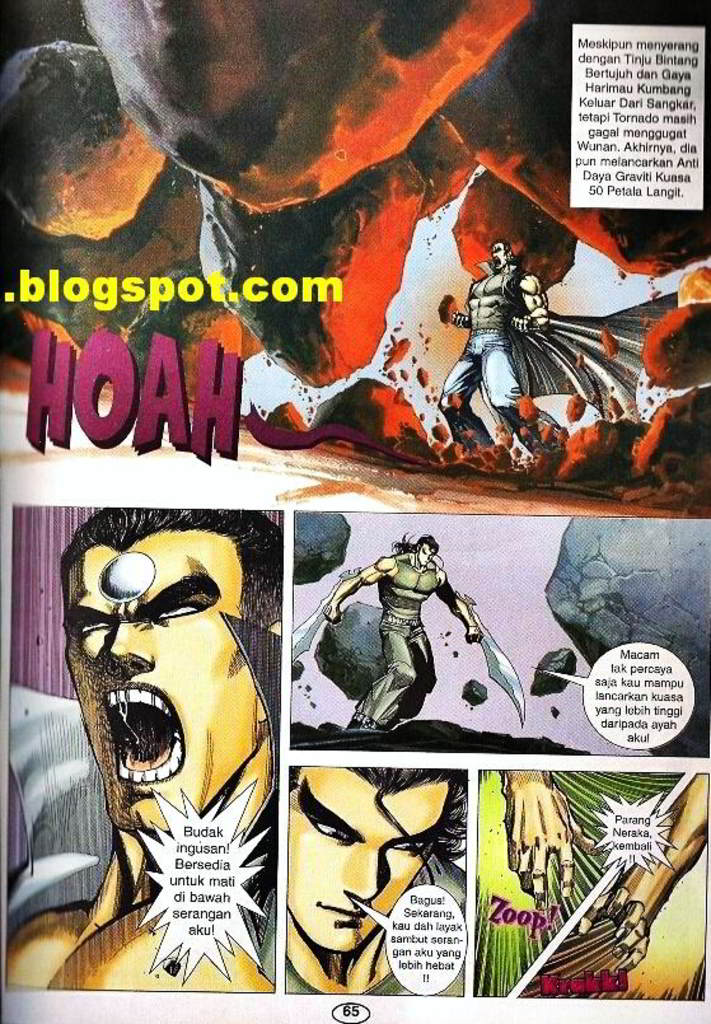 Meskipun menyerang
dengan Tinju Bintang
Bertujuh dan Gaya
Harimau Kumbang
Keluar Dari Sangkar,
tetapi Tornado masih
gagal menggugat
Wunan. Akhirnya, dia
pun melancarkan Anti
Daya Graviti Kuasa
50 Petala Langit.
.blogspot.com
HOAH
Macam
tak percaya
saja kau mampu
lancarkan kuasa
yang lebih tinggi
daripada ayah
aku!
Budak
ingusan!
Bersedia
untuk mati
di bawah
serangan
aku!
Bagus!
Sekarang,
kau dah layak
sambut seran-
gan aku yang
lebih hebat
!!
Parang
Neraka,
kembali
!!
Zoop!
Krakk!
65